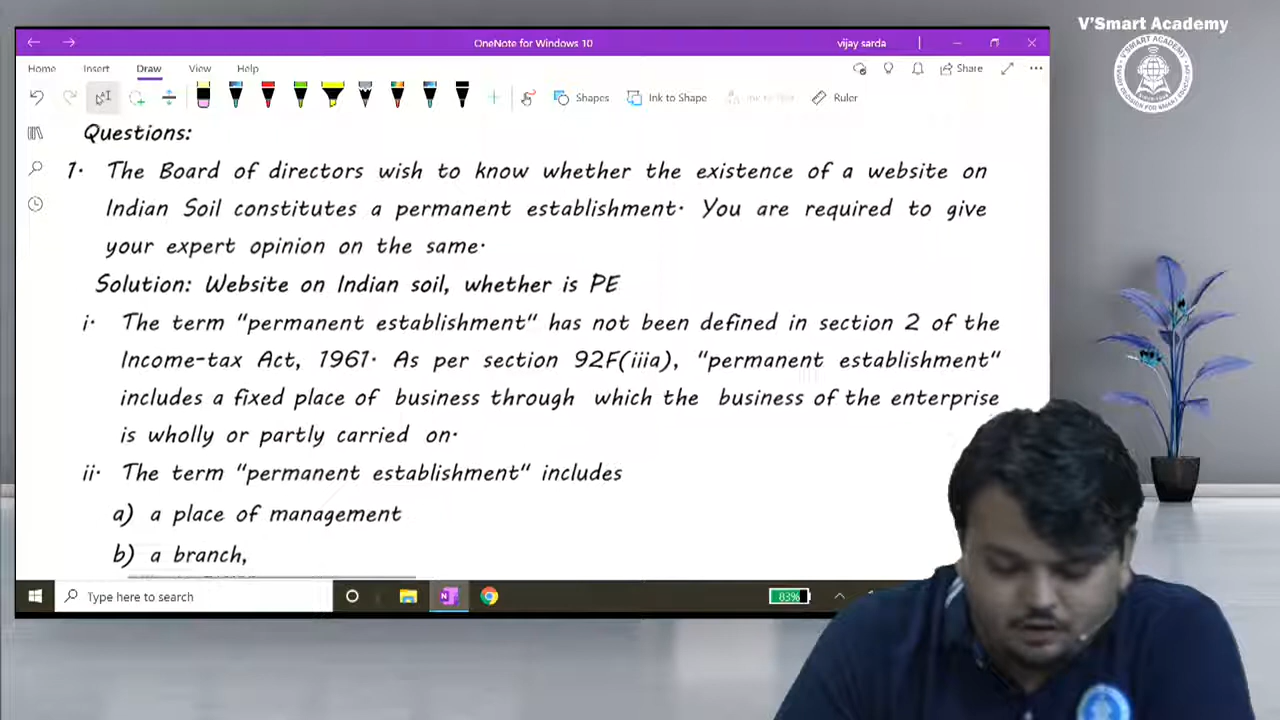 V'Smart Academy
OneNote for Windows 10
vijay sarda
Home Insert Draw View Help
Share
Shapes Ink to Shape Ruler
Questions:
1. The Board of directors wish to know whether the existence of a website on
Indian Soil constitutes a permanent establishment. You are required to give
your expert opinion on the same.
Solution: Website on Indian soil, whether is PE
i. The term "permanent establishment" has not been defined in section 2 of the
Income-tax Act, 1961. As per section 92F(iiia), "permanent establishment"
includes a fixed place of business through which the business of the enterprise
is wholly or partly carried on.
ii. The term "permanent establishment" includes
a) a place of management
b) a branch,
Type here to search
83%